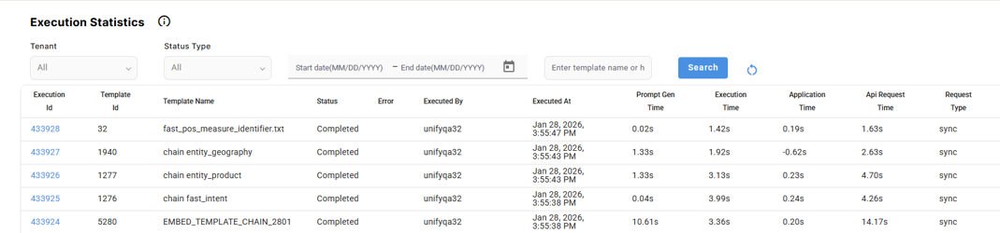 Execution Statistics
Tenant Status Type
All All Start date(MM/DD/YYYY) – End date(MM/DD/YYYY) Enter template name or h Search
Execution Id Template Id Template Name Status Error Executed By Executed At Prompt Gen Time Execution Time Application Time Api Request Time Request Type
433928 32 fast_pos_measure_identifier.txt Completed unifyqa32 Jan 28, 2026, 3:55:47 PM 0.02s 1.42s 0.19s 1.63s sync
433927 1940 chain entity_geography Completed unifyqa32 Jan 28, 2026, 3:55:43 PM 1.33s 1.92s -0.62s 2.63s sync
433926 1277 chain entity_product Completed unifyqa32 Jan 28, 2026, 3:55:43 PM 1.33s 3.13s 0.23s 4.70s sync
433925 1276 chain fast_intent Completed unifyqa32 Jan 28, 2026, 3:55:38 PM 0.04s 3.99s 0.24s 4.26s sync
433924 5280 EMBED_TEMPLATE_CHAIN_2801 Completed unifyqa32 Jan 28, 2026, 3:55:38 PM 10.61s 3.36s 0.20s 14.17s sync